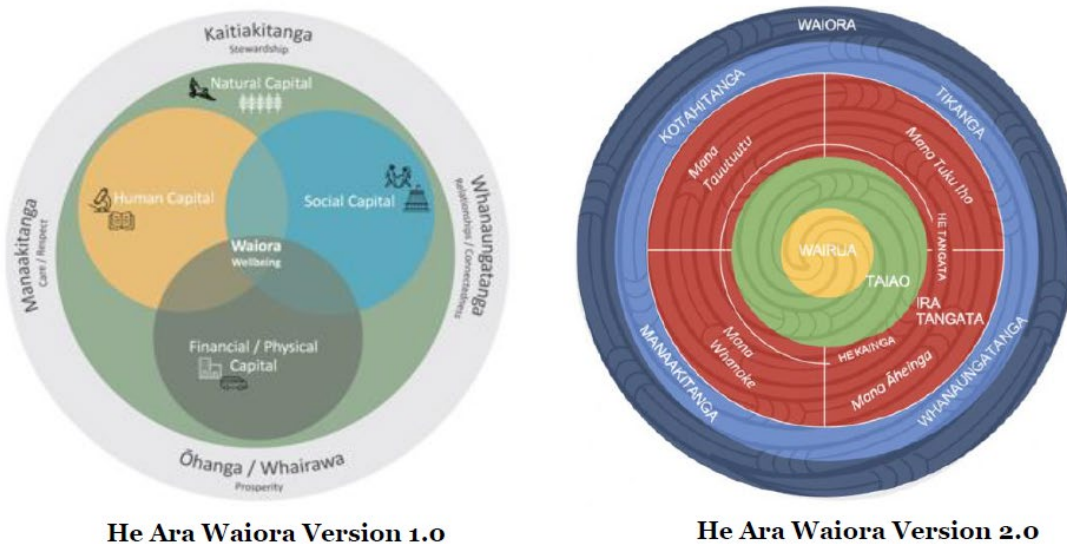 Kaitiakitanga
Stewardship
Natural Capital
Human Capital
Social Capital
Waiora
Wellbeing
Manaakitanga
Care / Respect
Whanaungatanga
Relationships / Connectedness
Financial / Physical
Capital
Ōhanga / Whairawa
Prosperity
He Ara Waiora Version 1.0
WAIORA
KOTAHITANGA
TIKANGA
Mana
Tauutuutu
Mana Tuku Iho
HE TANGATA
WAIRUA
TAIAO
IRA
TANGATA
HE KAINGA
Mana
Whanoke
Mana Āheinga
MANAAKITANGA
WHANAUNGATANGA
He Ara Waiora Version 2.0